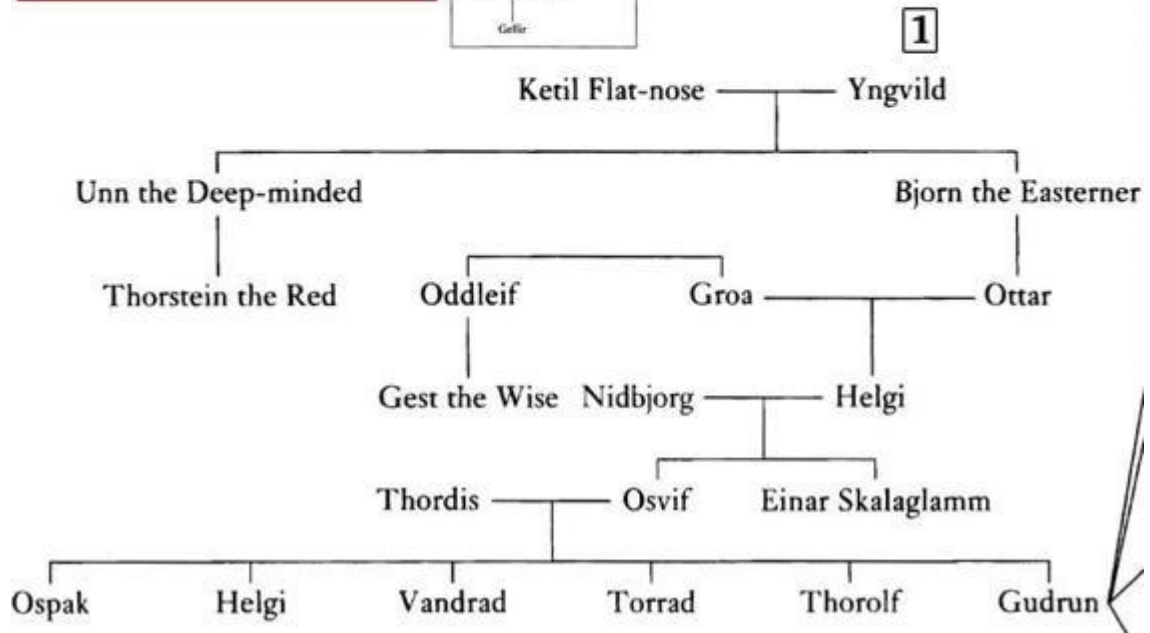 Gellir
1
Ketil Flat-nose Yngvild
Unn the Deep-minded Bjorn the Easterner
Thorstein the Red Oddleif Groa Ottar
Gest the Wise Nidbjorg Helgi
Thordis Osvif Einar Skalaglamm
Ospak Helgi Vandrad Torrad Thorolf Gudrun